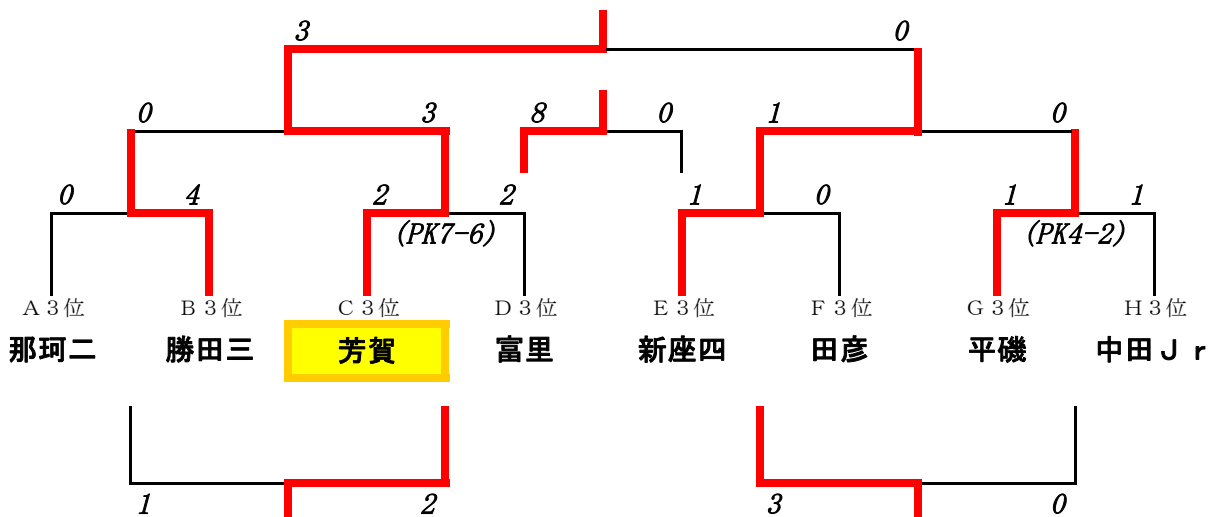 3 0
0 3 8 0 1 0
0 4 2 2 1 0 1 1
(PK7-6) (PK4-2)
A3位 B3位 C3位 D3位 E3位 F3位 G3位 H3位
那珂二 勝田三 芳賀 富里 新座四 田彦 平磯 中田Jr
1 2 3 0